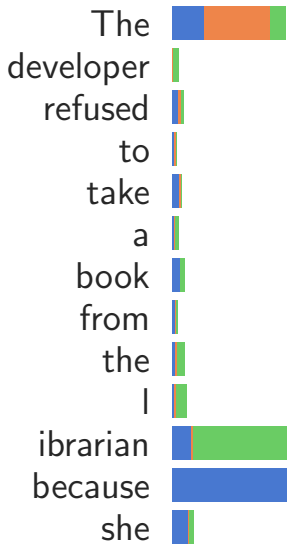 The
developer
refused
to
take
a
book
from
the
l
ibrarian
because
she